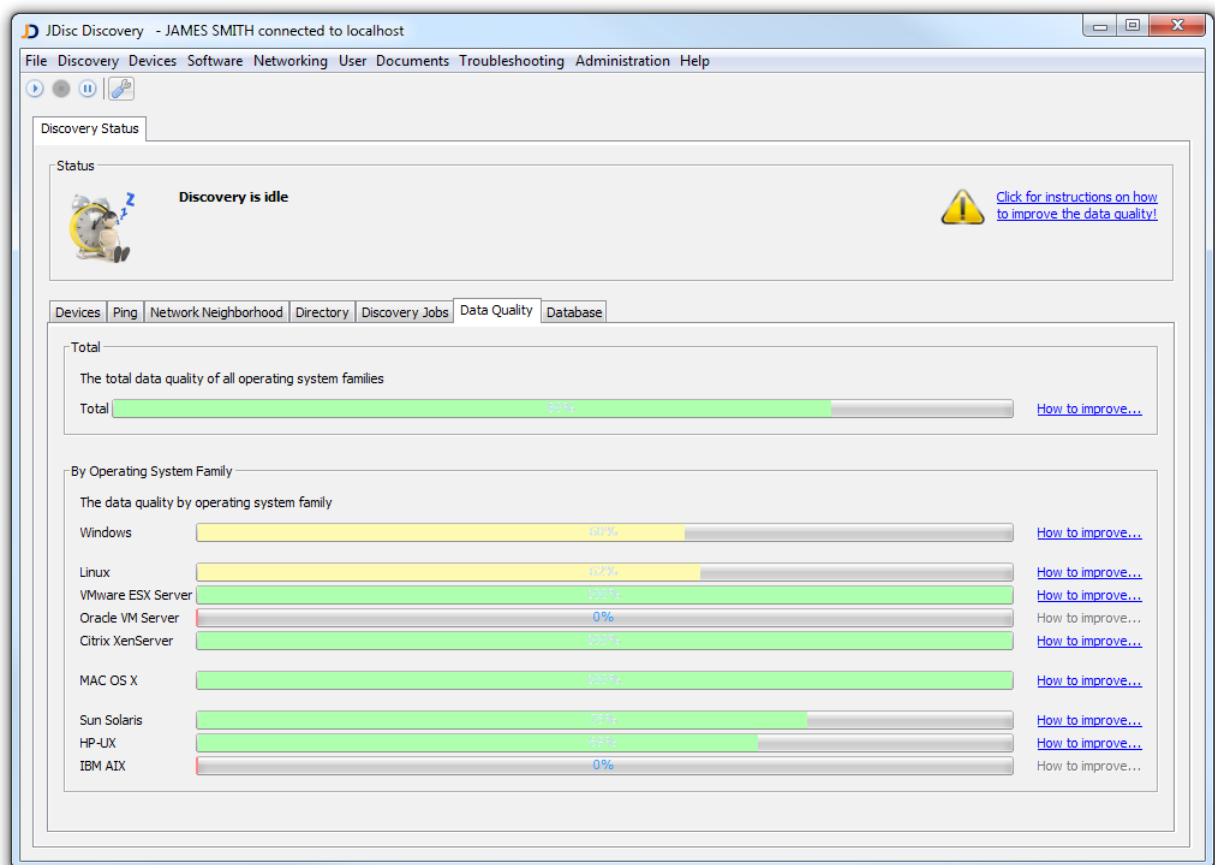 JDisc Discovery - JAMES SMITH connected to localhost
File Discovery Devices Software Networking User Documents Troubleshooting Administration Help
Discovery Status
Status
Discovery is idle
Click for instructions on how
to improve the data quality!
Devices Ping Network Neighborhood Directory Discovery Jobs Data Quality Database
Total
The total data quality of all operating system families
Total How to improve...
By Operating System Family
The data quality by operating system family
Windows 60% How to improve...
Linux 62% How to improve...
VMware ESX Server 100% How to improve...
Oracle VM Server 0% How to improve...
Citrix XenServer 100% How to improve...
MAC OS X 100% How to improve...
Sun Solaris 75% How to improve...
HP-UX How to improve...
IBM AIX 0% How to improve...